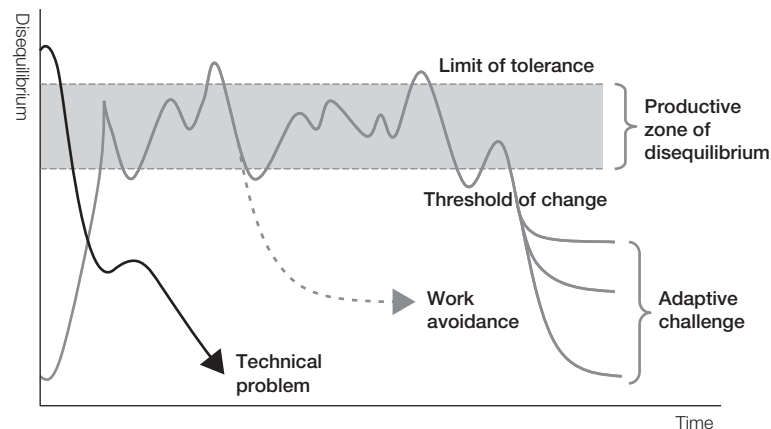 Disequilibrium
Limit of tolerance
Productive
zone of
disequilibrium
Threshold of change
Work
avoidance
Adaptive
challenge
Technical
problem
Time